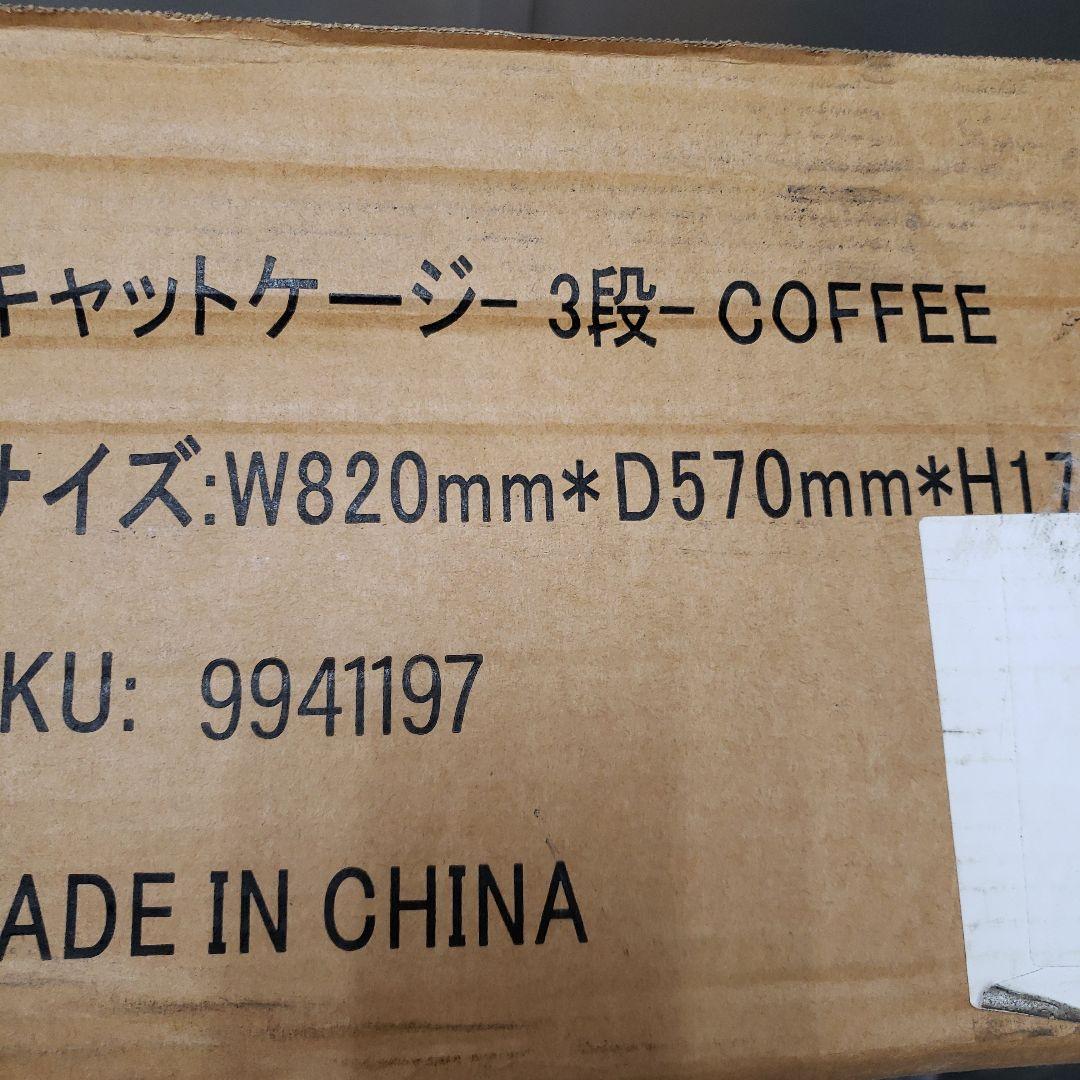 キャットケージ- 3段- COFFEE
サイズ:W820mm*D570mm*H17
KU: 9941197
ADE IN CHINA